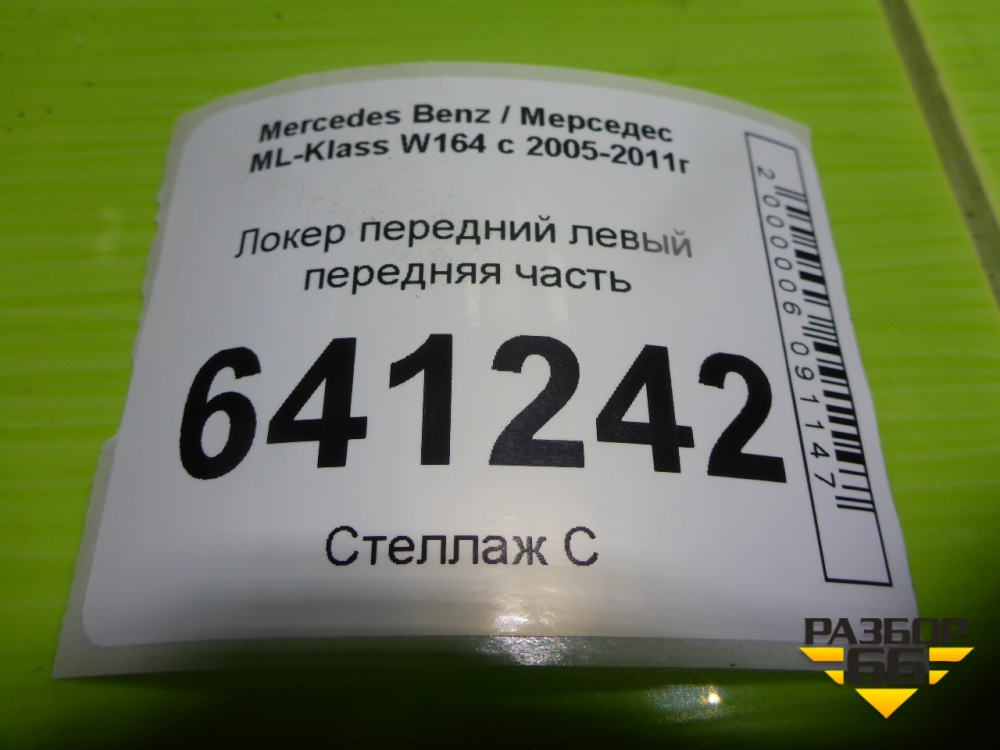 Mercedes Benz / Мерседес
ML-Klass W164 с 2005-2011г
Локер передний левый
передняя часть
641242
Стеллаж С
2000006091147
РАЗБОР
66